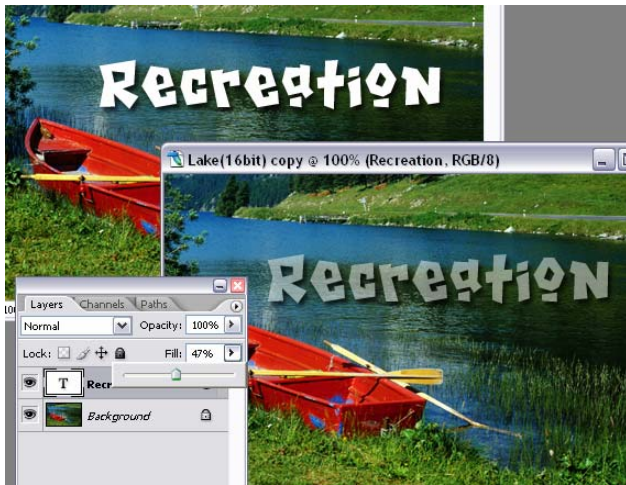 Recreation
Lake(16bit) copy @ 100% (Recreation, RGB/8)
Recreation
Layers Channels Paths
Normal Opacity: 100%
Lock: Fill: 47%
T
Background